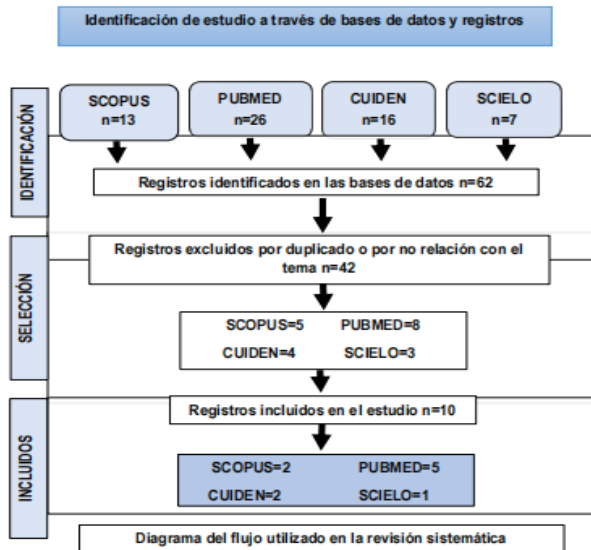 Identificación de estudio a través de bases de datos y registros
IDENTIFICACIÓN
SCOPUS
n=13
PUBMED
n=26
CUIDEN
n=16
SCIELO
n=7
Registros identificados en las bases de datos n=62
SELECCIÓN
Registros excluidos por duplicado o por no relación con el
tema n=42
SCOPUS=5 PUBMED=8
CUIDEN=4 SCIELO=3
INCLUIDOS
Registros incluidos en el estudio n=10
SCOPUS=2 PUBMED=5
CUIDEN=2 SCIELO=1
Diagrama del flujo utilizado en la revisión sistemática